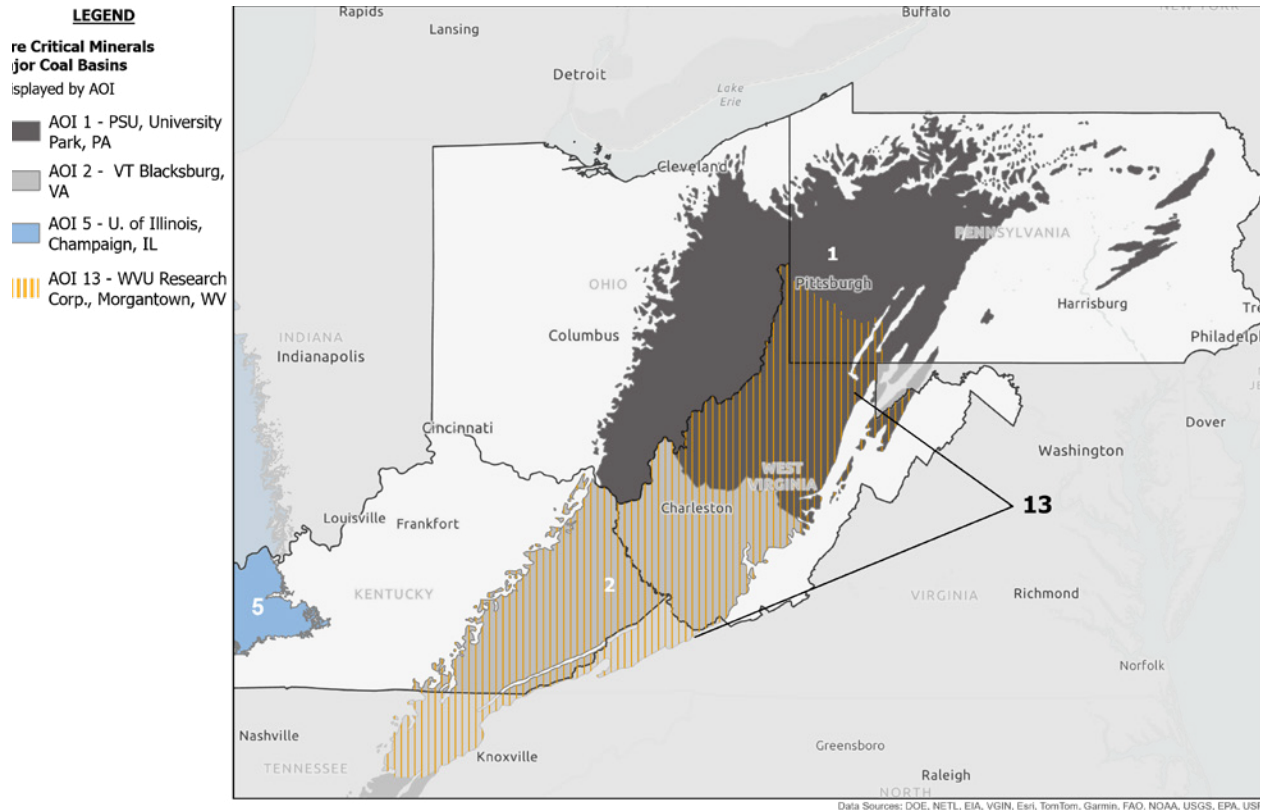 LEGEND
re Critical Minerals
jor Coal Basins
isplayed by AOI
AOI 1 - PSU, University
Park, PA
AOI 2 - VT Blacksburg,
VA
AOI 5 - U. of Illinois,
Champaign, IL
AOI 13 - WVU Research
Corp., Morgantown, WV
Rapids
Lansing
Buffalo
Detroit
Lake
Erie
Cleveland
PENNSYLVANIA
1
OHIO
Pittsburgh
Harrisburg
Tre
Columbus
Philadelph
INDIANA
Indianapolis
Cincinnati
Dover
Washington
WEST
VIRGINIA
Charleston
13
Louisville
Frankfort
KENTUCKY
2
5
VIRGINIA
Richmond
Norfolk
Nashville
TENNESSEE
Knoxville
Greensboro
Raleigh
NORTH
Data Sources: DOE, NETL, EIA, VGIN, Esri, TomTom, Garmin, FAO, NOAA, USGS, EPA, USF